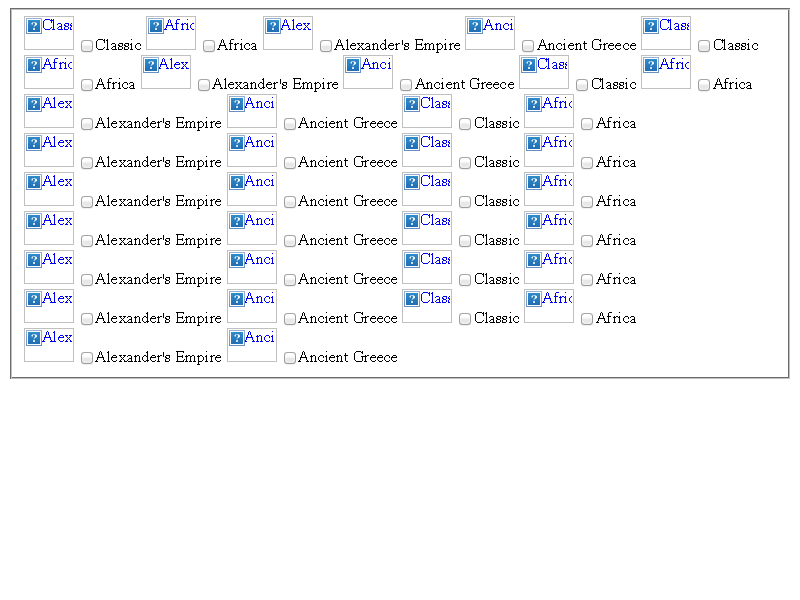 Class Classic Afric Africa Alex Alexander's Empire Anci Ancient Greece Class Classic
Afric Africa Alex Alexander's Empire Anci Ancient Greece Class Classic Afric Africa
Alex Alexander's Empire Anci Ancient Greece Class Classic Afric Africa
Alex Alexander's Empire Anci Ancient Greece Class Classic Afric Africa
Alex Alexander's Empire Anci Ancient Greece Class Classic Afric Africa
Alex Alexander's Empire Anci Ancient Greece Class Classic Afric Africa
Alex Alexander's Empire Anci Ancient Greece Class Classic Afric Africa
Alex Alexander's Empire Anci Ancient Greece Class Classic Afric Africa
Alex Alexander's Empire Anci Ancient Greece